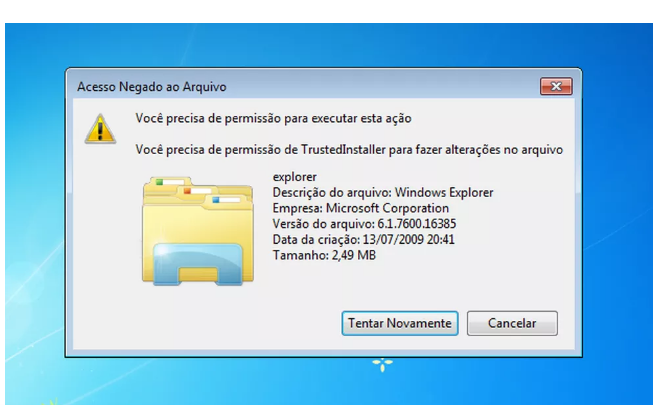 Acesso Negado ao Arquivo
Você precisa de permissão para executar esta ação
Você precisa de permissão de TrustedInstaller para fazer alterações no arquivo
explorer
Descrição do arquivo: Windows Explorer
Empresa: Microsoft Corporation
Versão do arquivo: 6.1.7600.16385
Data da criação: 13/07/2009 20:41
Tamanho: 2,49 MB
Tentar Novamente
Cancelar